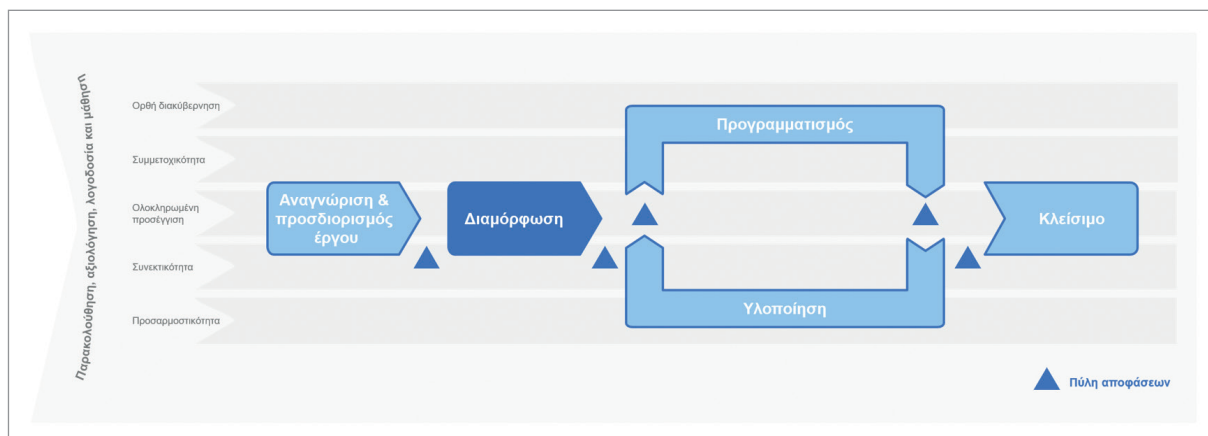 Παρακολούθηση, αξιολόγηση, λογοδοσία και μάθηση
Ορθή διακύβερνηση
Συμμετοχικότητα
Ολοκληρωμένη
προσέγγιση
Συνεκτικότητα
Προσαρμοστικότητα
Αναγνώριση &
προσδιορισμός
έργου
Διαμόρφωση
Προγραμματισμός
Υλοποίηση
Κλείσιμο
Πύλη αποφάσεων